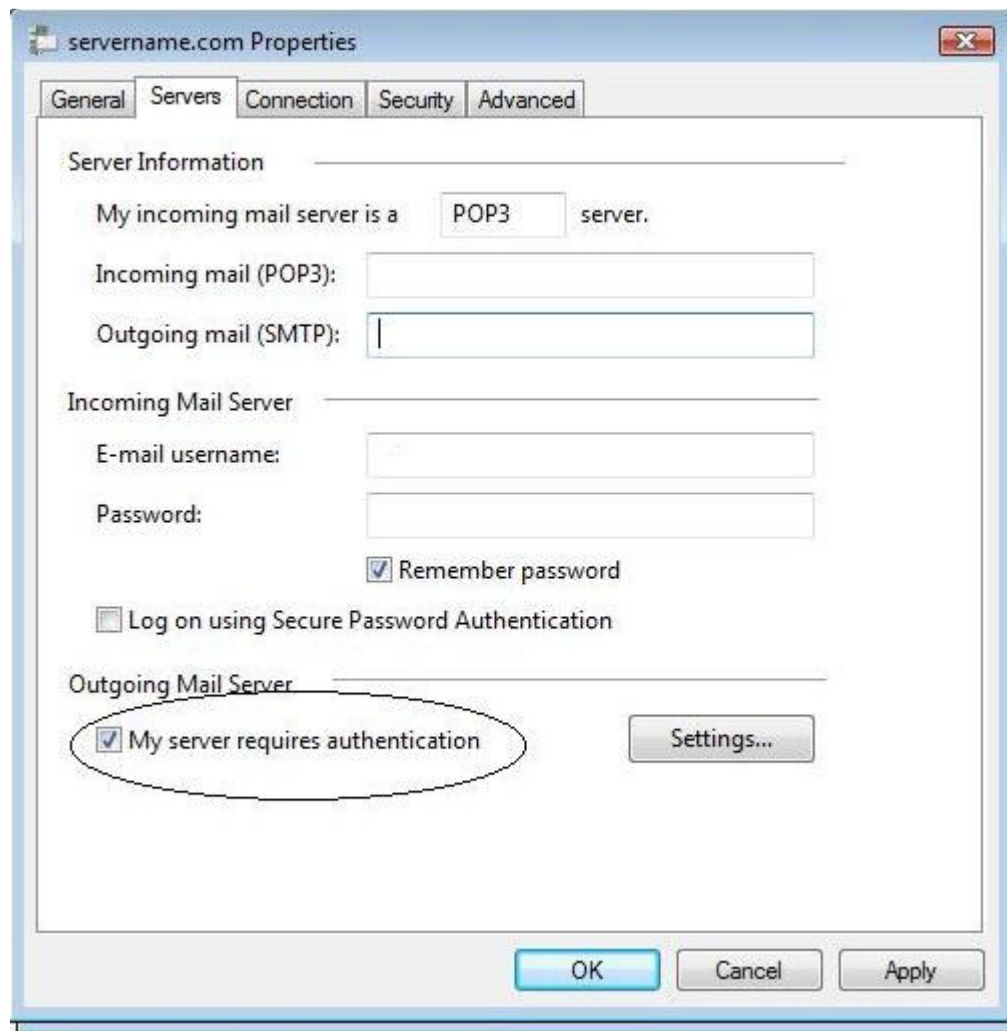 servername.com Properties
General Servers Connection Security Advanced
Server Information
My incoming mail server is a POP3 server.
Incoming mail (POP3):
Outgoing mail (SMTP):
Incoming Mail Server
E-mail username:
Password:
Remember password
Log on using Secure Password Authentication
Outgoing Mail Server
My server requires authentication Settings...
OK Cancel Apply